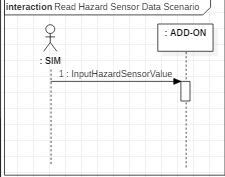 interaction Read Hazard Sensor Data Scenario
: SIM
: ADD-ON
1 : InputHazardSensorValue